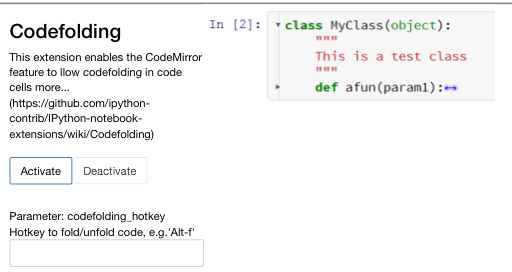 Codefolding
This extension enables the CodeMirror
feature to llow codefolding in code
cells more...
(https://github.com/ipython-
contrib/IPython-notebook-
extensions/wiki/Codefolding)
Activate Deactivate
Parameter: codefolding_hotkey
Hotkey to fold/unfold code, e.g.'Alt-f'
In [2]: class MyClass(object):
"""
This is a test class
"""
def afun(param1):↔